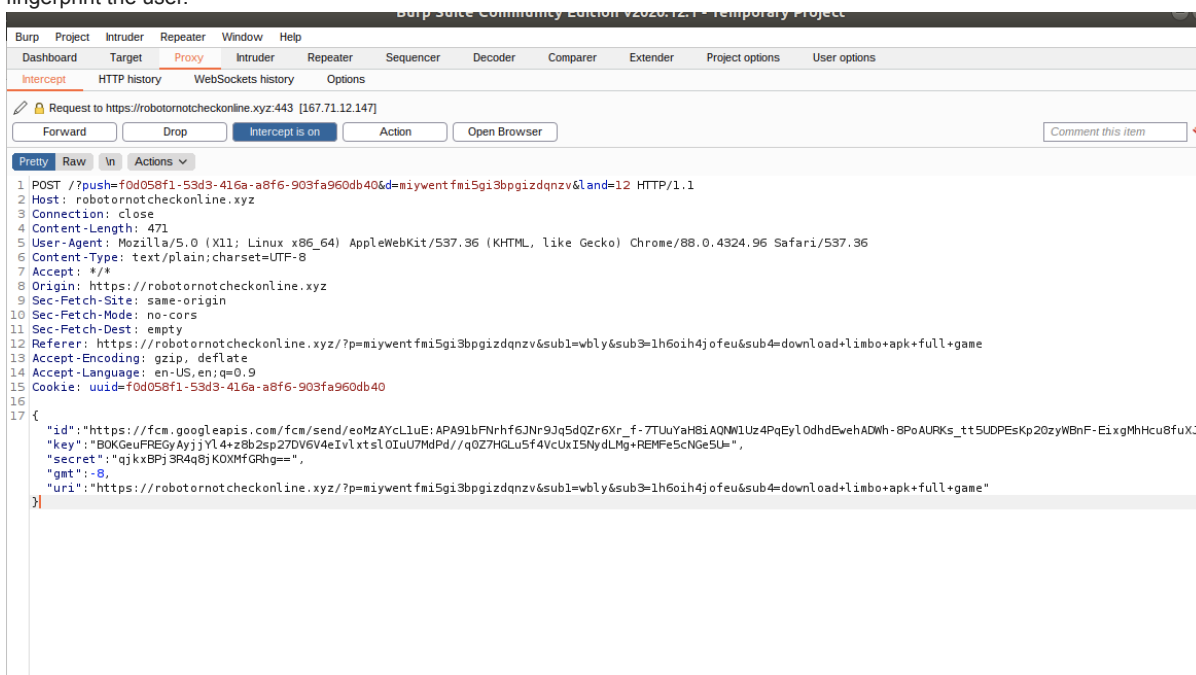 fingerprint the user.
Burp Suite Community Edition v2020.12.1 - Temporary Project
Burp Project Intruder Repeater Window Help
Dashboard Target Proxy Intruder Repeater Sequencer Decoder Comparer Extender Project options User options
Intercept HTTP history WebSockets history Options
Request to https://robotornotcheckonline.xyz:443 [167.71.12.147]
Forward Drop Intercept is on Action Open Browser Comment this item
Pretty Raw \n Actions
1 POST /?push=f0d058f1-53d3-416a-a8f6-903fa960db40&d=miywentfmi5gi3bpgizdqnzv&land=12 HTTP/1.1
2 Host: robotornotcheckonline.xyz
3 Connection: close
4 Content-Length: 471
5 User-Agent: Mozilla/5.0 (X11; Linux x86_64) AppleWebKit/537.36 (KHTML, like Gecko) Chrome/88.0.4324.96 Safari/537.36
6 Content-Type: text/plain;charset=UTF-8
7 Accept: */*
8 Origin: https://robotornotcheckonline.xyz
9 Sec-Fetch-Site: same-origin
10 Sec-Fetch-Mode: no-cors
11 Sec-Fetch-Dest: empty
12 Referer: https://robotornotcheckonline.xyz/?p=miywentfmi5gi3bpgizdqnzv&sub1=wbly&sub3=1h6oih4jofeu&sub4=download+limbo+apk+full+game
13 Accept-Encoding: gzip, deflate
14 Accept-Language: en-US,en;q=0.9
15 Cookie: uuid=f0d058f1-53d3-416a-a8f6-903fa960db40
16
17 {
"id":"https://fcm.googleapis.com/fcm/send/eoMzAYcL1uE:APA91bFNrhf6JNr9Jq5dQZr6Xr_f-7TUuYaH8iAQNW1Uz4PqEylOdhdEwehADWh-8PoAURKs_tt5UDPEsKp20zyWBnF-EixgMhHcu8fuXJ
"key":"BOKGeuFREGyAyjjYl4+z8b2sp27DV6V4eIvlxtslOIuU7MdPd//q0Z7HGLu5f4VcUxI5NydLMg+REMFe5cNGe5U=",
"secret":"qjkxBPj3R4q8jKOXMfGRhg==",
"gmt":-8,
"uri":"https://robotornotcheckonline.xyz/?p=miywentfmi5gi3bpgizdqnzv&sub1=wbly&sub3=1h6oih4jofeu&sub4=download+limbo+apk+full+game"
}